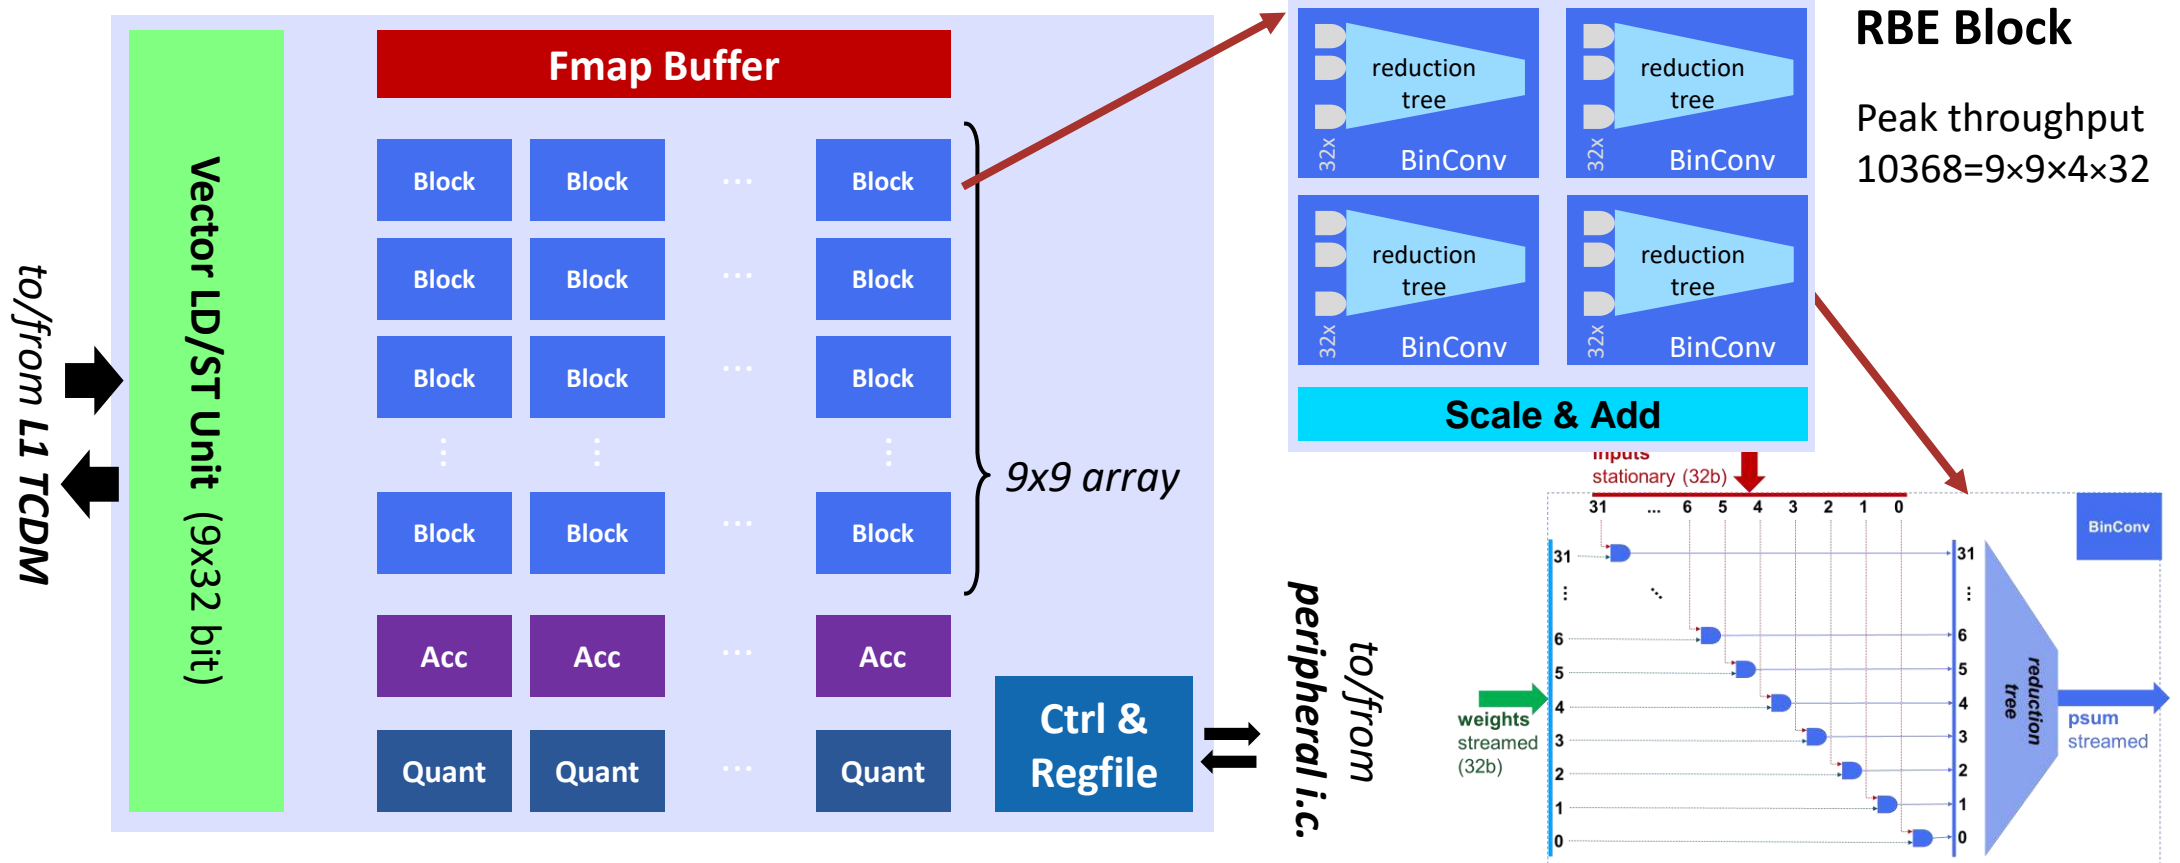 Fmap Buffer
Vector LD/ST Unit (9x32 bit)
to/from L1 TCDM
Block Block ... Block
Block Block ... Block
Block Block ... Block
Block Block Block
9x9 array
Acc Acc ... Acc
Quant Quant ... Quant
Ctrl &
Regfile
to/from
peripheral i.c.
RBE Block
Peak throughput
10368=9×9×4×32
reduction
tree
32x
BinConv
reduction
tree
32x
BinConv
reduction
tree
32x
BinConv
reduction
tree
32x
BinConv
Scale & Add
inputs
stationary (32b)
31 ... 6 5 4 3 2 1 0
BinConv
weights
streamed
(32b)
31
...
6
5
4
3
2
1
0
31
...
6
5
4
3
2
1
0
reduction
tree
psum
streamed